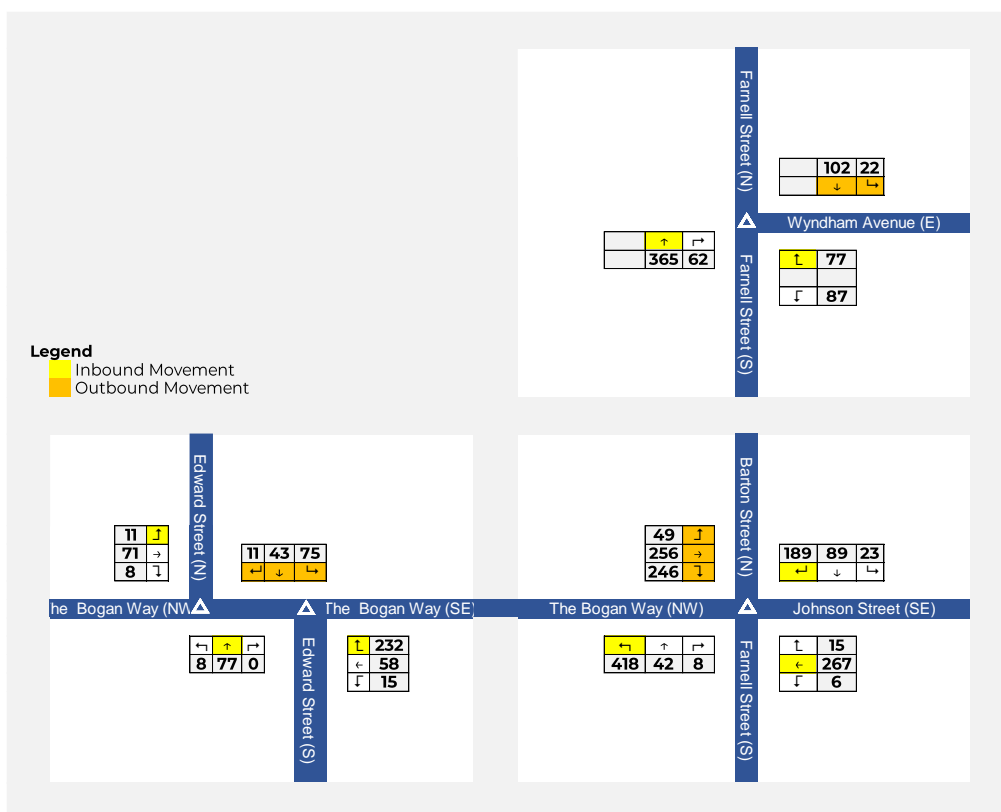 Farnell Street (N)
102 22
↓ ↳
Wyndham Avenue (E)
↑ ↱
365 62
↥ 77
↧ 87
Farnell Street (S)
Legend
Inbound Movement
Outbound Movement
Edward Street (N)
11
71 →
8
11 43 75
↵ ↓ ↳
he Bogan Way (NW
The Bogan Way (SE)
↰ ↑ ↱
8 77 0
232
← 58
15
Edward Street (S)
Barton Street (N)
49
256 →
246
189 89 23
↵ ↓ ↳
The Bogan Way (NW)
Johnson Street (SE)
↰ ↑ ↱
418 42 8
15
← 267
6
Farnell Street (S)